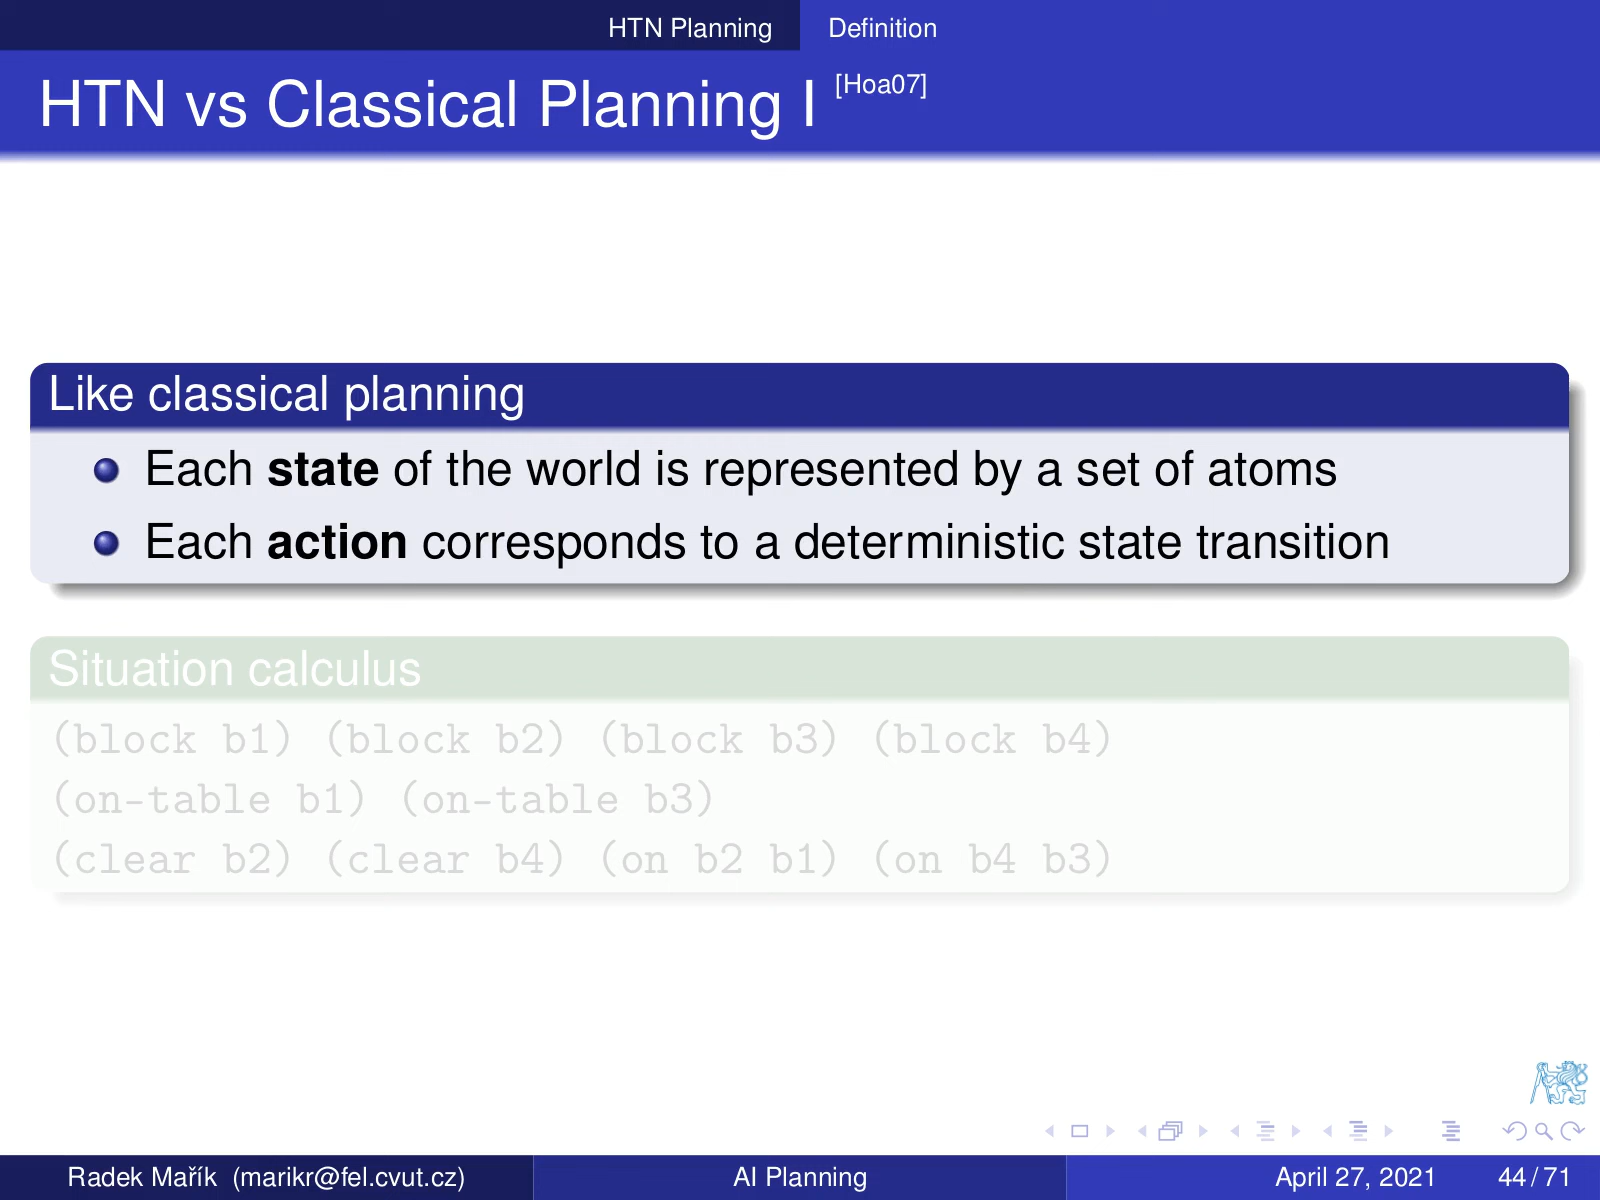 HTN Planning Definition
HTN vs Classical Planning I [Hoa07]
Like classical planning
Each state of the world is represented by a set of atoms
Each action corresponds to a deterministic state transition
Situation calculus
(block b1) (block b2) (block b3) (block b4)
(on-table b1) (on-table b3)
(clear b2) (clear b4) (on b2 b1) (on b4 b3)
Radek Mařík (marikr@fel.cvut.cz) AI Planning April 27, 2021 44 / 71